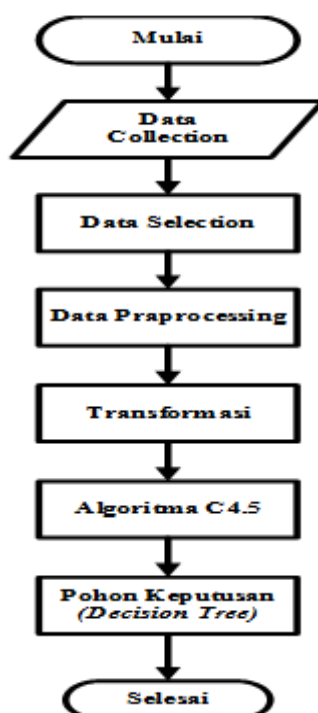 Mulai
Data
Collection
Data Selection
Data Praprocessing
Transformasi
Algoritma C4.5
Pohon Keputusan
(Decision Tree)
Selesai